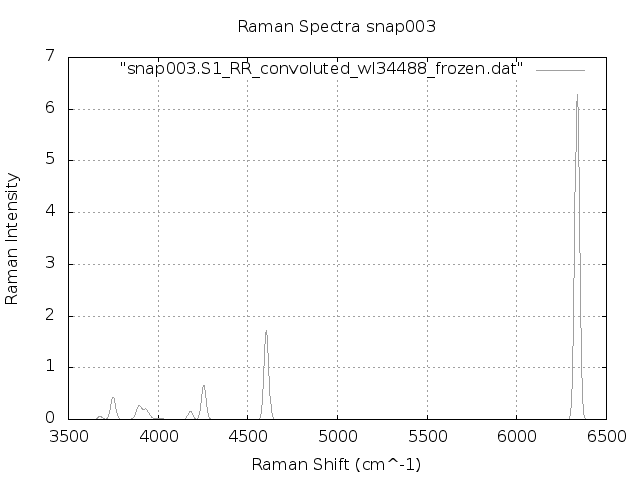 Raman Spectra snap003
"snap003.S1_RR_convoluted_wl34488_frozen.dat"
7
6
5
4
3
2
1
0
Raman Intensity
3500 4000 4500 5000 5500 6000 6500
Raman Shift (cm^-1)